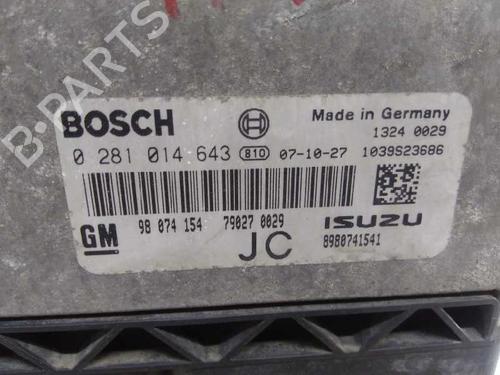 BOSCH
Made in Germany
1324 0029
0 281 014 643 B10 07-10-27 1039S23686
98 074 154 79027 0029
GM JC ISUZU
8980741541
B-PARTS